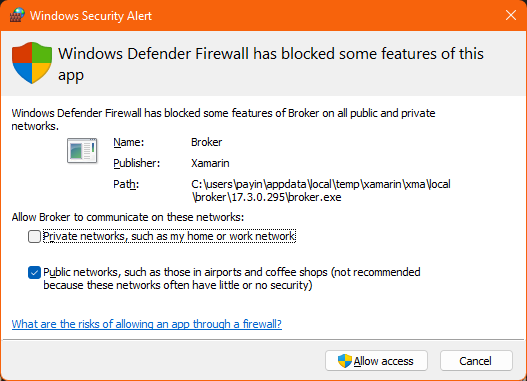 Windows Security Alert
Windows Defender Firewall has blocked some features of this
app
Windows Defender Firewall has blocked some features of Broker on all public and private
networks.
Name: Broker
Publisher: Xamarin
Path: C:\users\payin\appdata\local\temp\xamarin\xma\local
\broker\17.3.0.295\broker.exe
Allow Broker to communicate on these networks:
Private networks, such as my home or work network
Public networks, such as those in airports and coffee shops (not recommended
because these networks often have little or no security)
What are the risks of allowing an app through a firewall?
Allow access Cancel